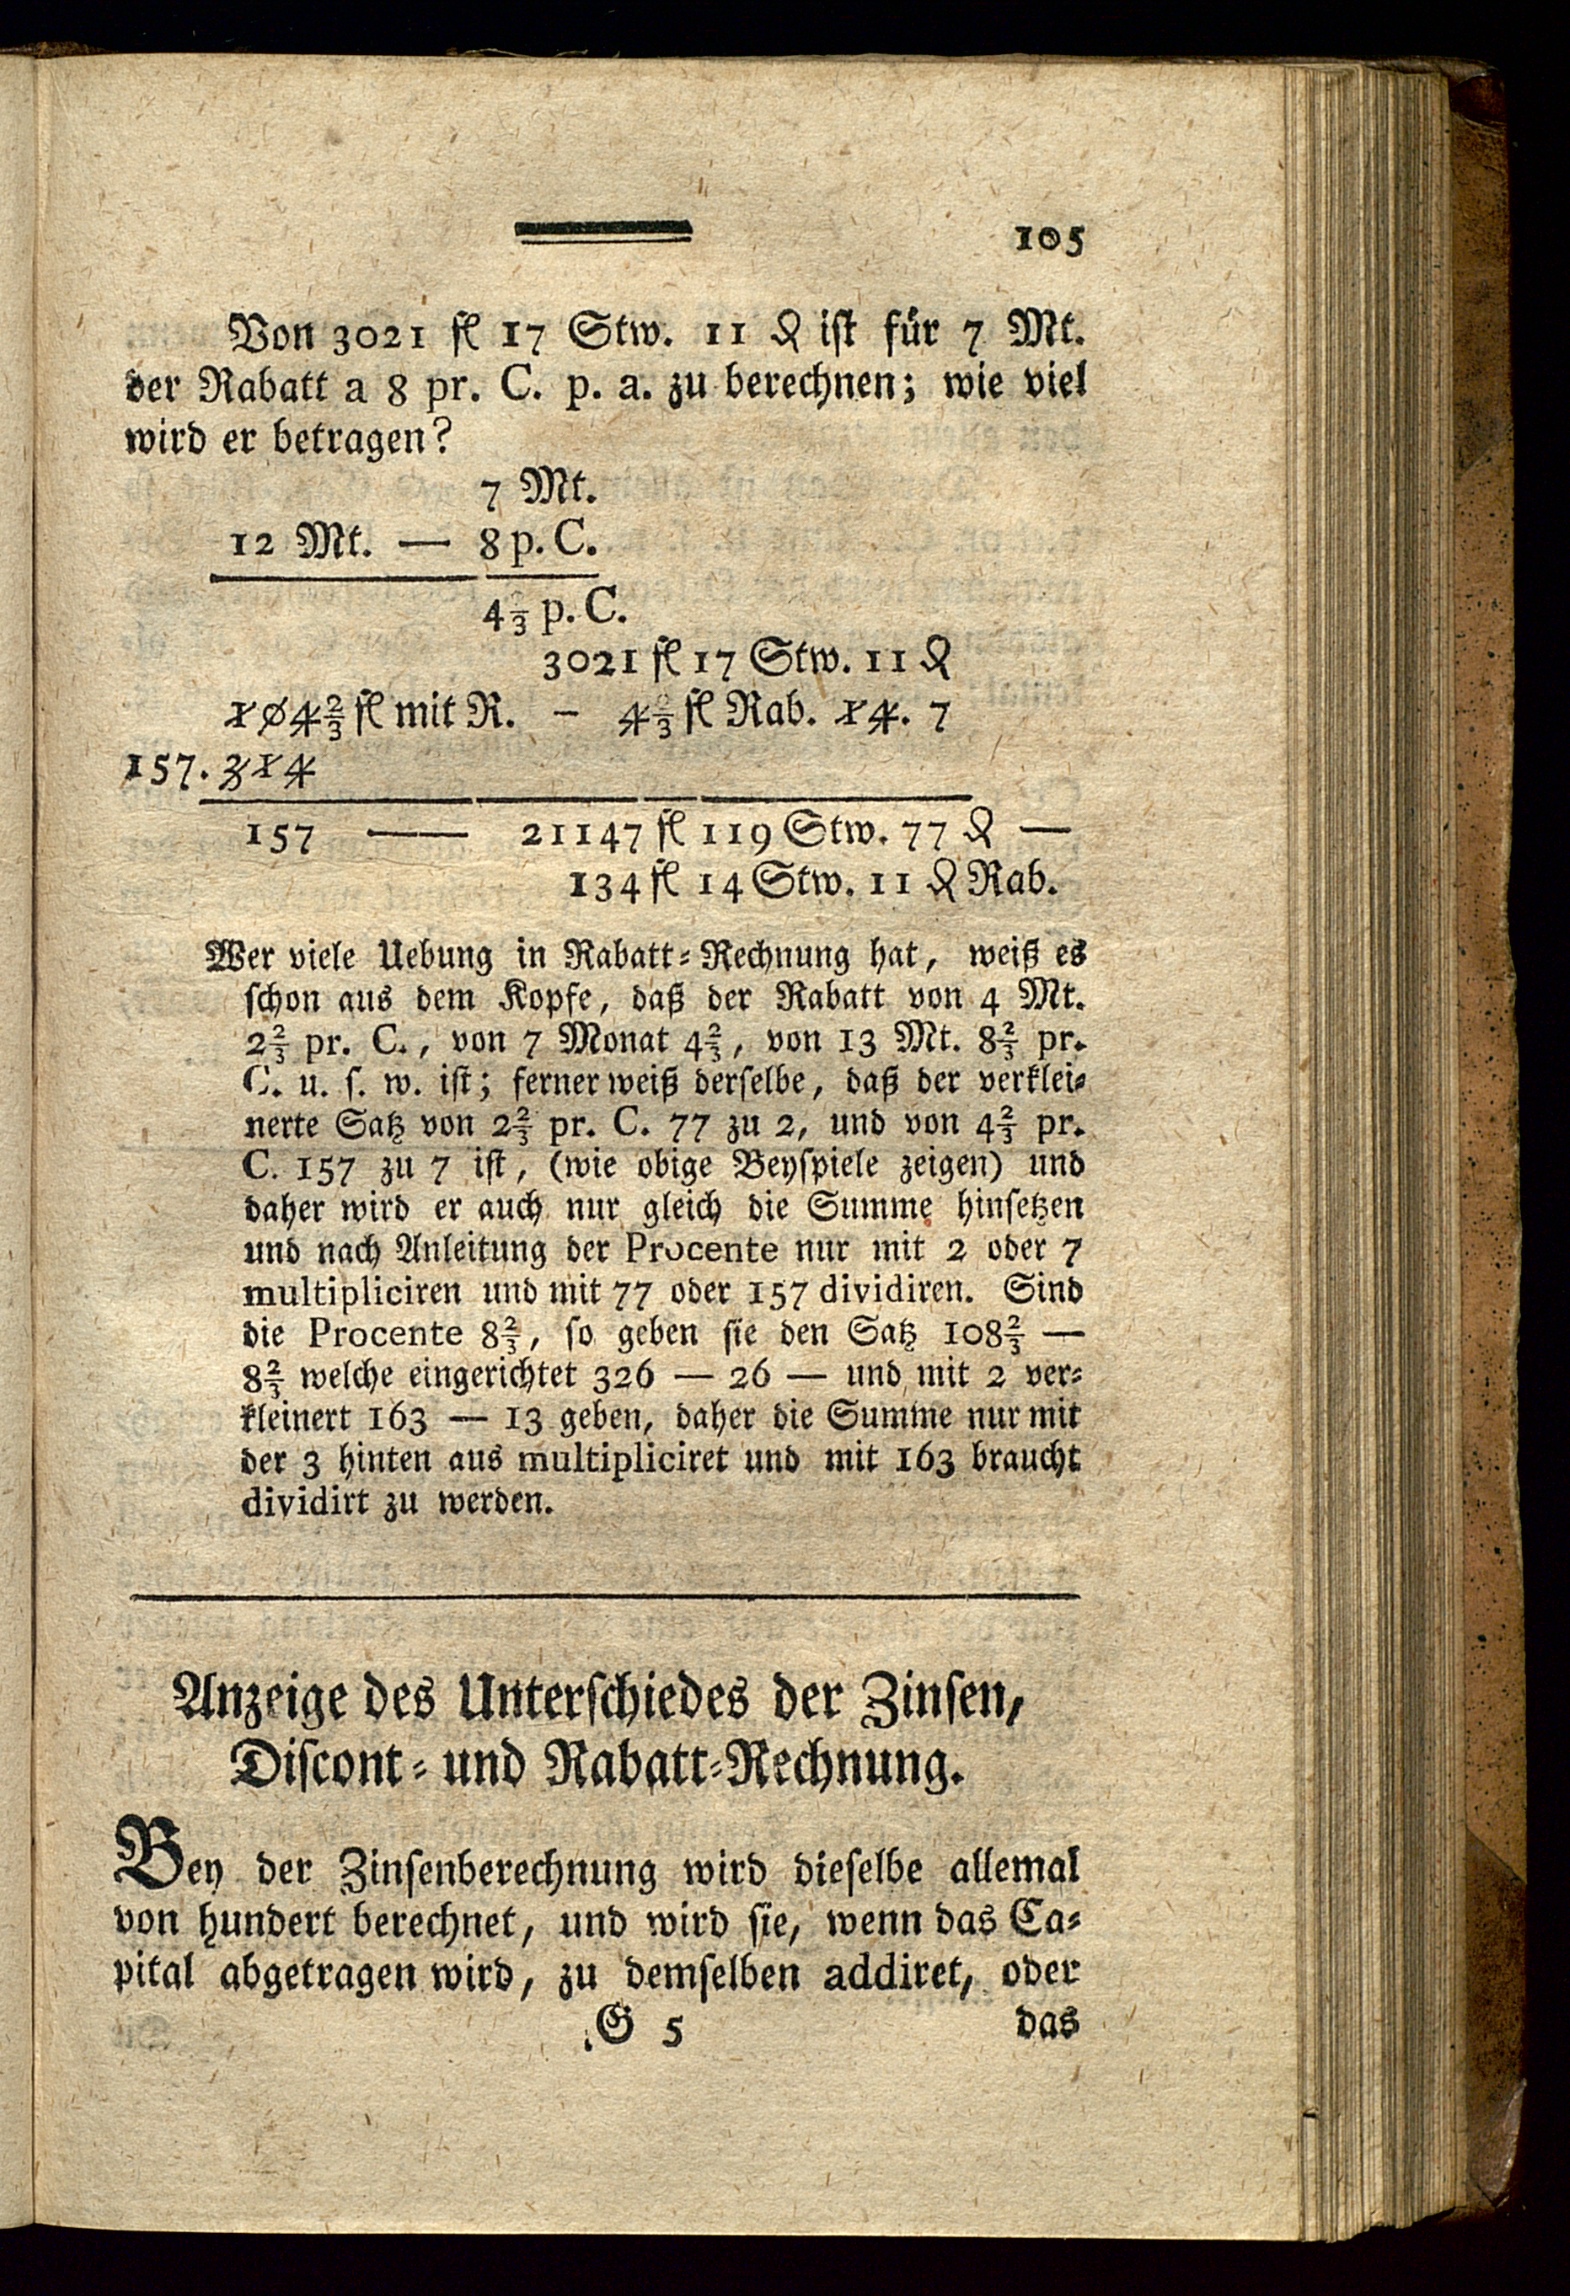 105
Von 3021 fl 17 Stw. 11 ₰ ist für 7 Mt.
der Rabatt a 8 pr. C. p. a. zu berechnen; wie viel
wird er betragen?
7 Mt.
12 Mt. — 8 p. C.
4⅔ p. C.
3021 fl 17 Stw. 11 ₰
104⅔ fl mit R. – 4⅔ fl Rab. 14. 7
157. 314
157 —— 21147 fl 119 Stw. 77 ₰ —
134 fl 14 Stw. 11 ₰ Rab.
Wer viele Uebung in Rabatt-Rechnung hat, weiß es
schon aus dem Kopfe, daß der Rabatt von 4 Mt.
2⅔ pr. C., von 7 Monat 4⅔, von 13 Mt. 8⅔ pr.
C. u. s. w. ist; ferner weiß derselbe, daß der verklei-
nerte Satz von 2⅔ pr. C. 77 zu 2, und von 4⅔ pr.
C. 157 zu 7 ist, (wie obige Beyspiele zeigen) und
daher wird er auch nur gleich die Summe hinsetzen
und nach Anleitung der Procente nur mit 2 oder 7
multipliciren und mit 77 oder 157 dividiren. Sind
die Procente 8⅔, so geben sie den Satz 108⅔ —
8⅔ welche eingerichtet 326 — 26 — und mit 2 ver-
kleinert 163 — 13 geben, daher die Summe nur mit
der 3 hinten aus multipliciret und mit 163 braucht
dividirt zu werden.
Anzeige des Unterschiedes der Zinsen,
Discont- und Rabatt-Rechnung.
Bey der Zinsenberechnung wird dieselbe allemal
von hundert berechnet, und wird sie, wenn das Ca-
pital abgetragen wird, zu demselben addiret, oder
G 5 das